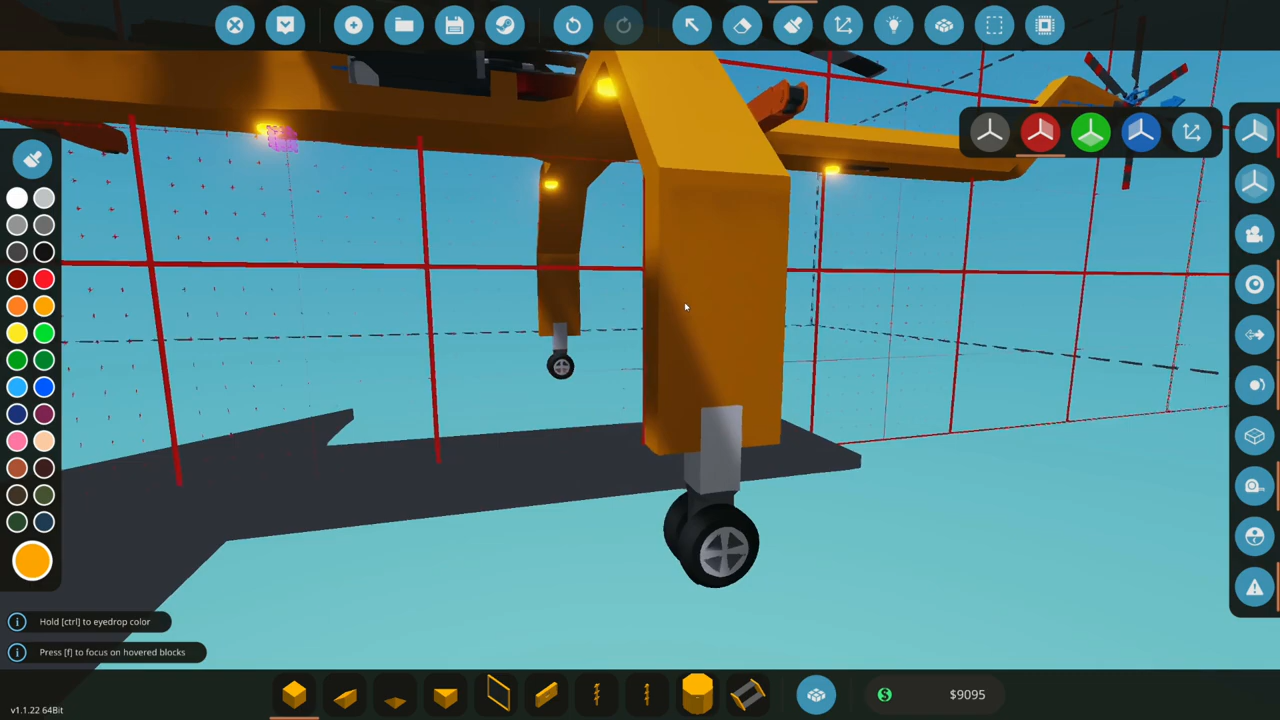 Hold [ctrl] to eyedrop color
Press [f] to focus on hovered blocks
v1.1.22 64Bit
$
$9095